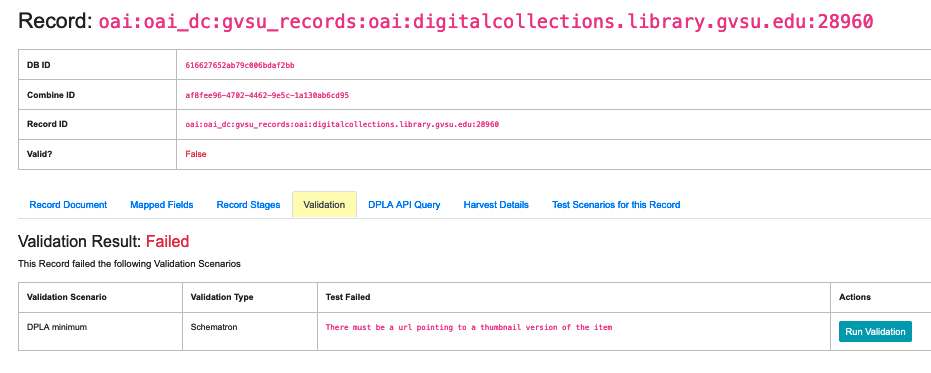 Record: oai:oai_dc:gvsu_records:oai:digitalcollections.library.gvsu.edu:28960
DB ID 616627652ab79c006bdaf2bb
Combine ID af8fee96-4702-4462-9e5c-1a130ab6cd95
Record ID oai:oai_dc:gvsu_records:oai:digitalcollections.library.gvsu.edu:28960
Valid? False
Record Document Mapped Fields Record Stages Validation DPLA API Query Harvest Details Test Scenarios for this Record
Validation Result: Failed
This Record failed the following Validation Scenarios
Validation Scenario Validation Type Test Failed Actions
DPLA minimum Schematron There must be a url pointing to a thumbnail version of the item Run Validation